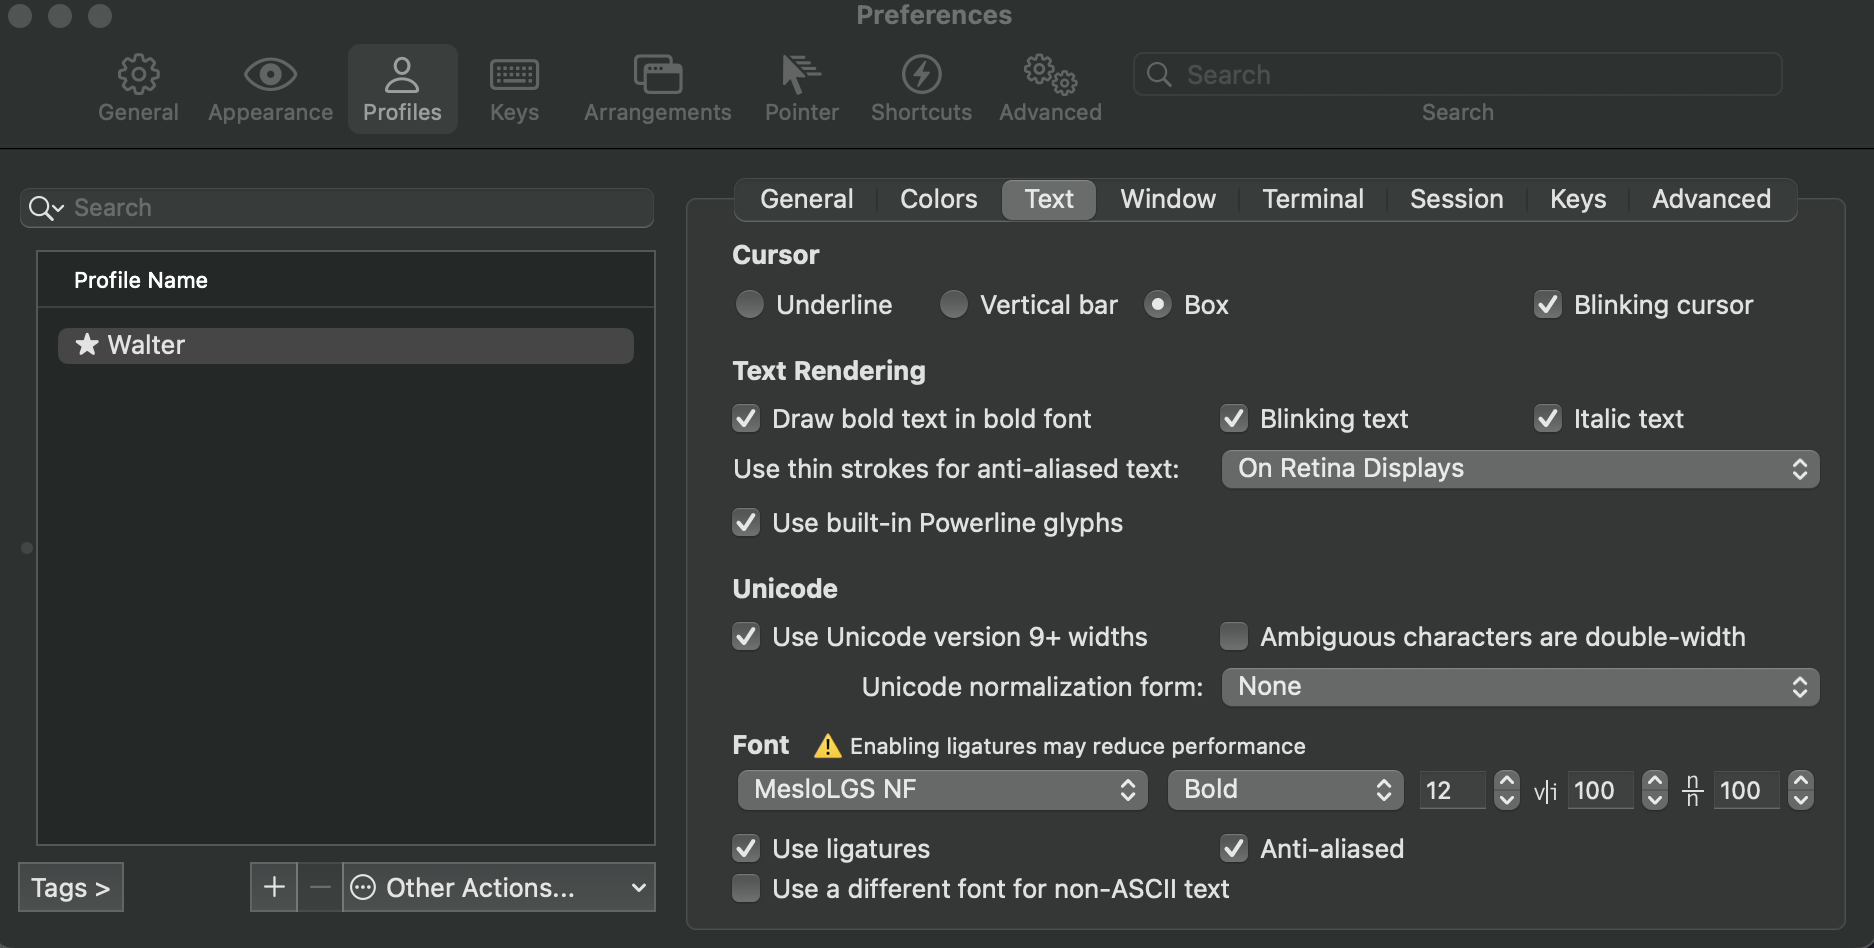 Preferences
General Appearance Profiles Keys Arrangements Pointer Shortcuts Advanced Search
Search
Search
Profile Name
Walter
Tags >
+ − Other Actions...
General Colors Text Window Terminal Session Keys Advanced
Cursor
Underline Vertical bar Box Blinking cursor
Text Rendering
Draw bold text in bold font Blinking text Italic text
Use thin strokes for anti-aliased text: On Retina Displays
Use built-in Powerline glyphs
Unicode
Use Unicode version 9+ widths Ambiguous characters are double-width
Unicode normalization form: None
Font Enabling ligatures may reduce performance
MesloLGS NF Bold 12 v|i 100 n/n 100
Use ligatures Anti-aliased
Use a different font for non-ASCII text